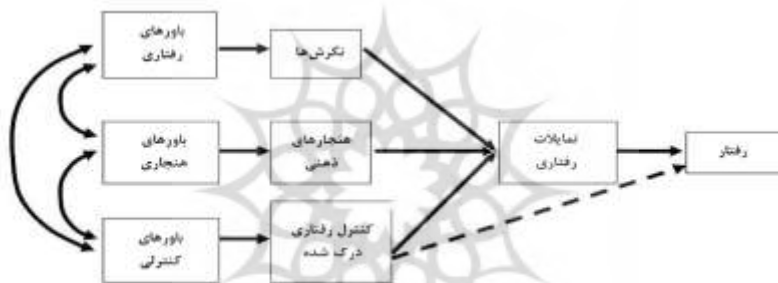 باورهای
رفتاری
نگرش‌ها
باورهای
هنجاری
هنجارهای
ذهنی
تمایلات
رفتاری
رفتار
باورهای
کنترلی
کنترل رفتاری
درک شده